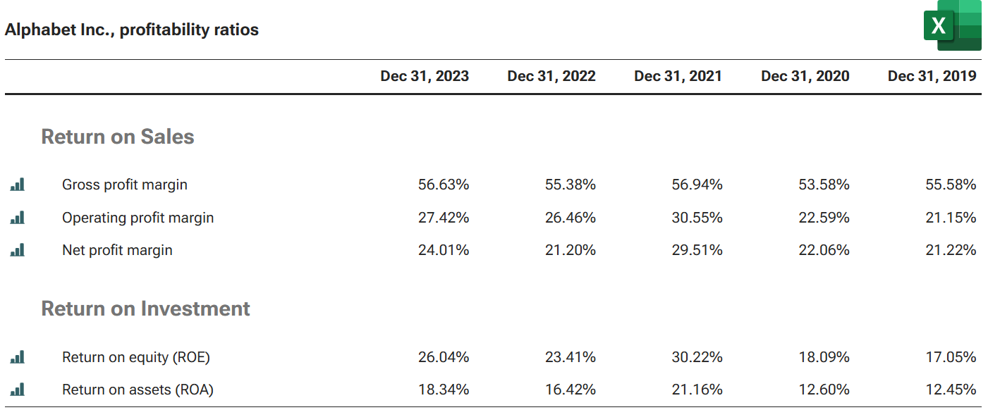 Alphabet Inc., profitability ratios
X
Dec 31, 2023 Dec 31, 2022 Dec 31, 2021 Dec 31, 2020 Dec 31, 2019
Return on Sales
Gross profit margin 56.63% 55.38% 56.94% 53.58% 55.58%
Operating profit margin 27.42% 26.46% 30.55% 22.59% 21.15%
Net profit margin 24.01% 21.20% 29.51% 22.06% 21.22%
Return on Investment
Return on equity (ROE) 26.04% 23.41% 30.22% 18.09% 17.05%
Return on assets (ROA) 18.34% 16.42% 21.16% 12.60% 12.45%